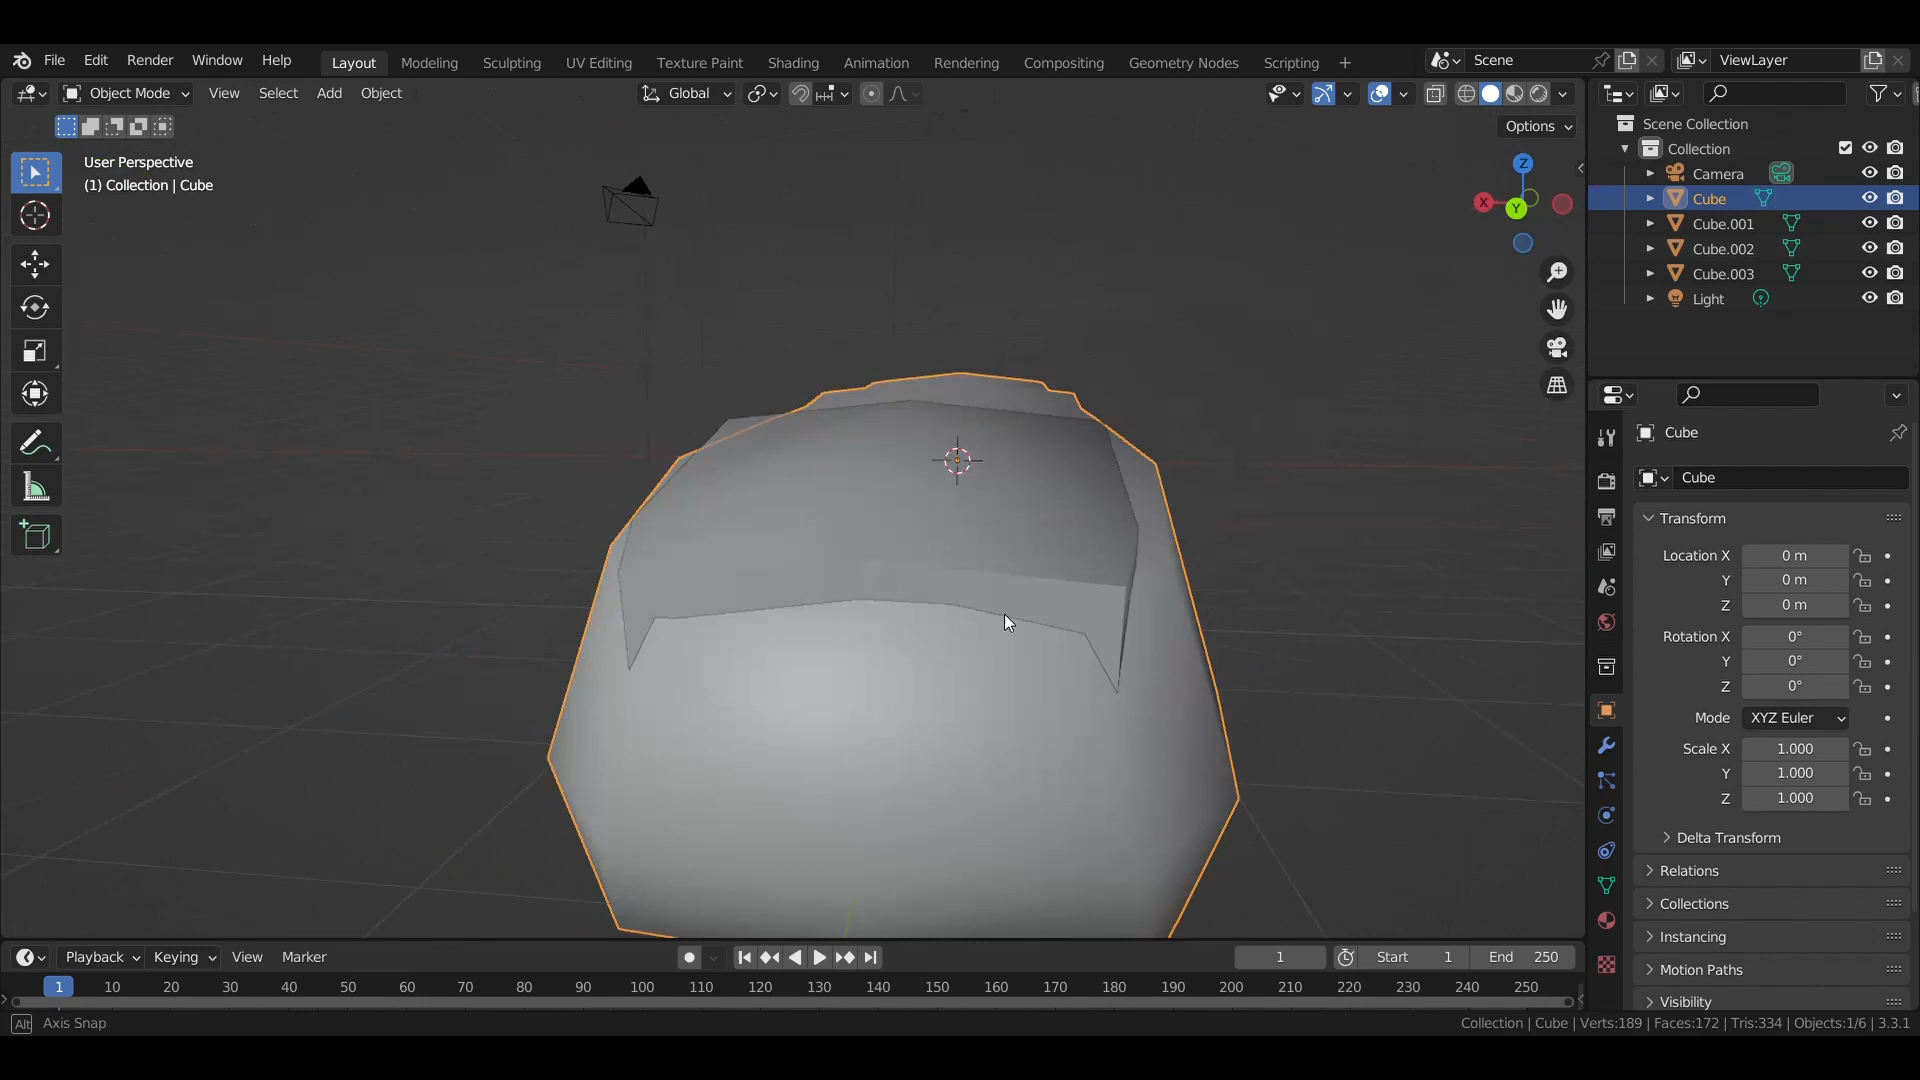 File Edit Render Window Help Layout Modeling Sculpting UV Editing Texture Paint Shading Animation Rendering Compositing Geometry Nodes Scripting + Scene ViewLayer
Object Mode View Select Add Object Global
Options
User Perspective
(1) Collection | Cube
Z
X
Y
Scene Collection
Collection
Camera
Cube
Cube.001
Cube.002
Cube.003
Light
Cube
Cube
Transform
Location X 0 m
Y 0 m
Z 0 m
Rotation X 0°
Y 0°
Z 0°
Mode XYZ Euler
Scale X 1.000
Y 1.000
Z 1.000
Delta Transform
Relations
Collections
Instancing
Motion Paths
Visibility
Playback Keying View Marker 1 Start 1 End 250
1 10 20 30 40 50 60 70 80 90 100 110 120 130 140 150 160 170 180 190 200 210 220 230 240 250
Alt Axis Snap
Collection | Cube | Verts:189 | Faces:172 | Tris:334 | Objects:1/6 | 3.3.1